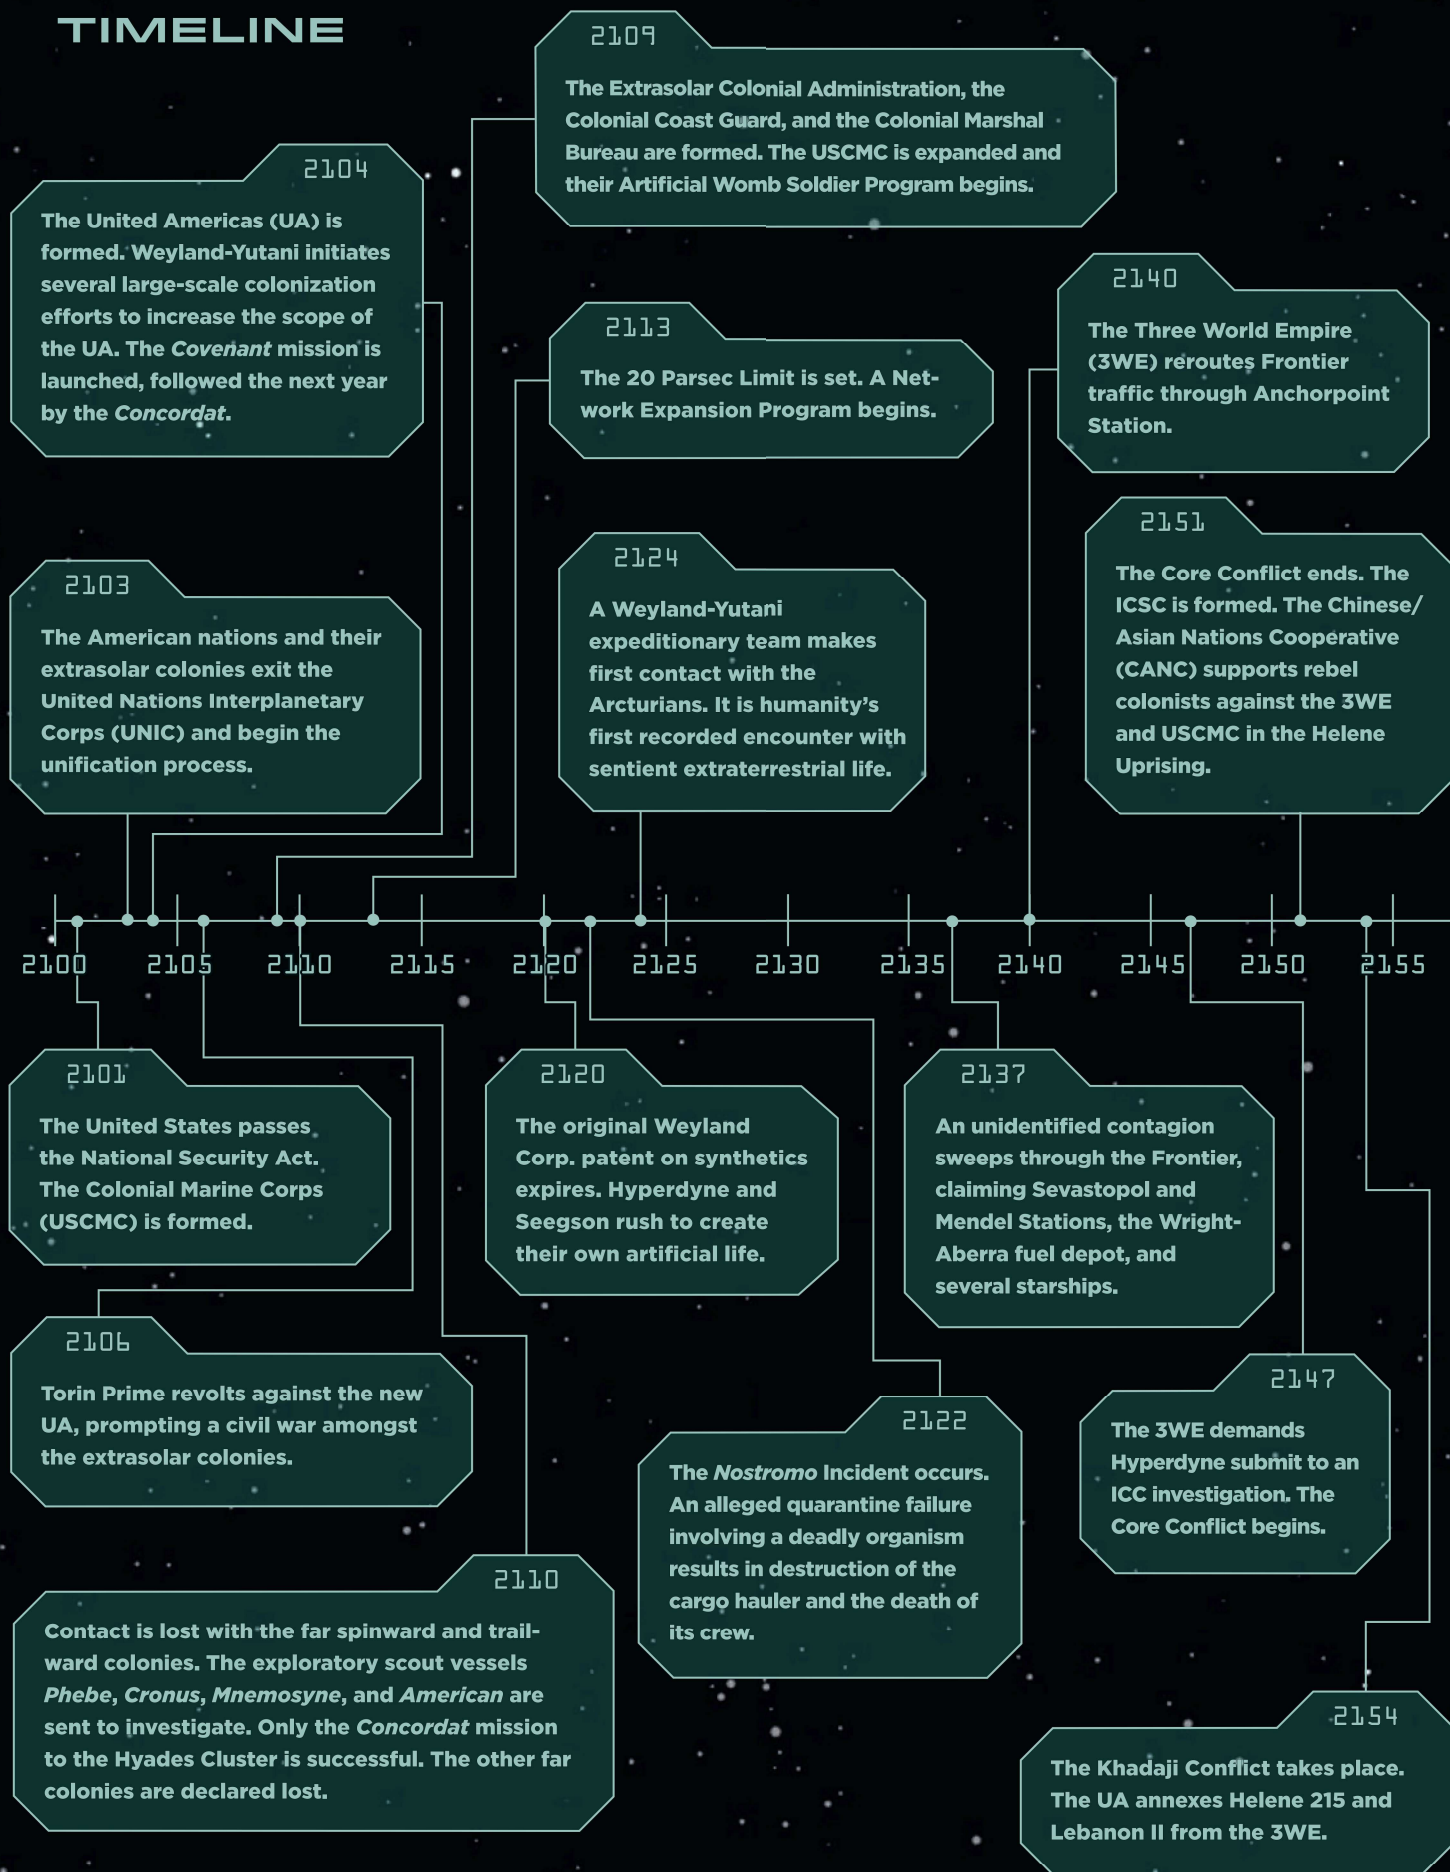 TIMELINE
2109
The Extrasolar Colonial Administration, the
Colonial Coast Guard, and the Colonial Marshal
Bureau are formed. The USCMC is expanded and
their Artificial Womb Soldier Program begins.
2104
The United Americas (UA) is
formed. Weyland-Yutani initiates
several large-scale colonization
efforts to increase the scope of
the UA. The Covenant mission is
launched, followed the next year
by the Concordat.
2113
The 20 Parsec Limit is set. A Net-
work Expansion Program begins.
2140
The Three World Empire
(3WE) reroutes Frontier
traffic through Anchorpoint
Station.
2103
The American nations and their
extrasolar colonies exit the
United Nations Interplanetary
Corps (UNIC) and begin the
unification process.
2124
A Weyland-Yutani
expeditionary team makes
first contact with the
Arcturians. It is humanity’s
first recorded encounter with
sentient extraterrestrial life.
2151
The Core Conflict ends. The
ICSC is formed. The Chinese/
Asian Nations Cooperative
(CANC) supports rebel
colonists against the 3WE
and USCMC in the Helene
Uprising.
2100 2105 2110 2115 2120 2125 2130 2135 2140 2145 2150 2155
2101
The United States passes
the National Security Act.
The Colonial Marine Corps
(USCMC) is formed.
2120
The original Weyland
Corp. patent on synthetics
expires. Hyperdyne and
Seegson rush to create
their own artificial life.
2137
An unidentified contagion
sweeps through the Frontier,
claiming Sevastopol and
Mendel Stations, the Wright-
Aberra fuel depot, and
several starships.
2106
Torin Prime revolts against the new
UA, prompting a civil war amongst
the extrasolar colonies.
2122
The Nostromo Incident occurs.
An alleged quarantine failure
involving a deadly organism
results in destruction of the
cargo hauler and the death of
its crew.
2147
The 3WE demands
Hyperdyne submit to an
ICC investigation. The
Core Conflict begins.
2110
Contact is lost with the far spinward and trail-
ward colonies. The exploratory scout vessels
Phebe, Cronus, Mnemosyne, and American are
sent to investigate. Only the Concordat mission
to the Hyades Cluster is successful. The other far
colonies are declared lost.
2154
The Khadaji Conflict takes place.
The UA annexes Helene 215 and
Lebanon II from the 3WE.